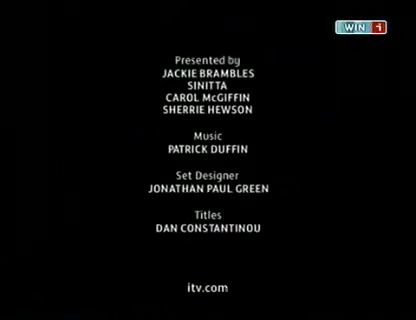 WIN i
Presented by
JACKIE BRAMBLES
SINITTA
CAROL McGIFFIN
SHERRIE HEWSON
Music
PATRICK DUFFIN
Set Designer
JONATHAN PAUL GREEN
Titles
DAN CONSTANTINOU
itv.com